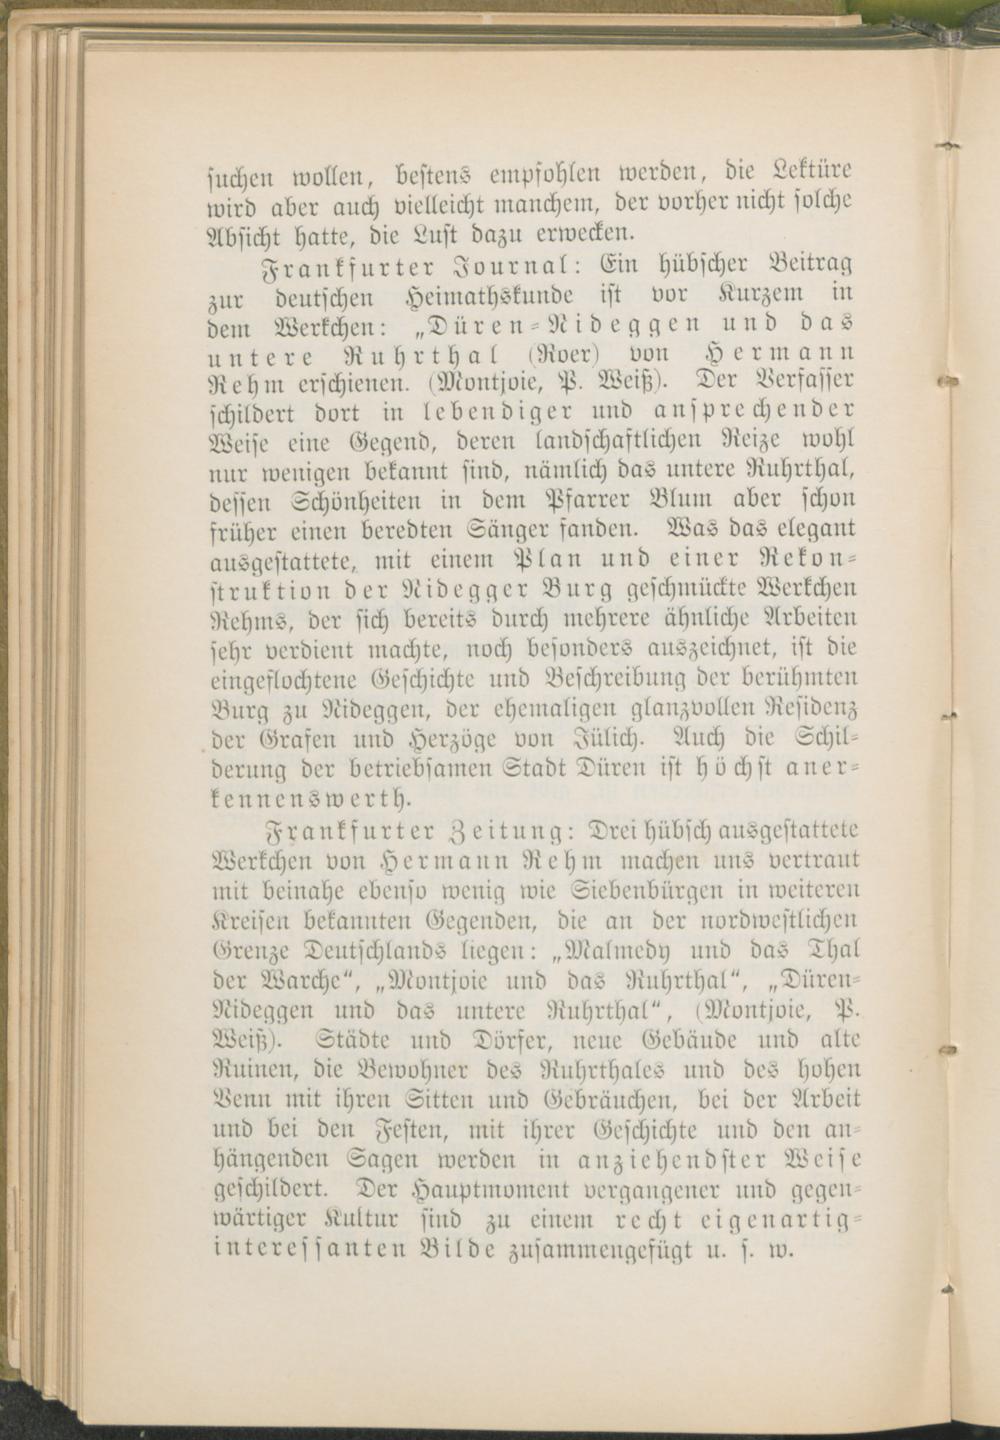 suchen wollen, bestens empfohlen werden, die Lektüre
wird aber auch vielleicht manchem, der vorher nicht solche
Absicht hatte, die Lust dazu erwecken.
Frankfurter Journal: Ein hübscher Beitrag
zur deutschen Heimathskunde ist vor Kurzem in
dem Werkchen: „Düren-Nideggen und das
untere Ruhrthal (Roer) von Hermann
Rehm erschienen. (Montjoie, P. Weiß). Der Verfasser
schildert dort in lebendiger und ansprechender
Weise eine Gegend, deren landschaftlichen Reize wohl
nur wenigen bekannt sind, nämlich das untere Ruhrthal,
dessen Schönheiten in dem Pfarrer Blum aber schon
früher einen beredten Sänger fanden. Was das elegant
ausgestattete, mit einem Plan und einer Rekon-
struktion der Nidegger Burg geschmückte Werkchen
Rehms, der sich bereits durch mehrere ähnliche Arbeiten
sehr verdient machte, noch besonders auszeichnet, ist die
eingeflochtene Geschichte und Beschreibung der berühmten
Burg zu Nideggen, der ehemaligen glanzvollen Residenz
der Grafen und Herzöge von Jülich. Auch die Schil-
derung der betriebsamen Stadt Düren ist höchst aner-
kennenswerth.
Frankfurter Zeitung: Drei hübsch ausgestattete
Werkchen von Hermann Rehm machen uns vertraut
mit beinahe ebenso wenig wie Siebenbürgen in weiteren
Kreisen bekannten Gegenden, die an der nordwestlichen
Grenze Deutschlands liegen: „Malmedy und das Thal
der Warche“, „Montjoie und das Ruhrthal“, „Düren-
Nideggen und das untere Ruhrthal“, (Montjoie, P.
Weiß). Städte und Dörfer, neue Gebäude und alte
Ruinen, die Bewohner des Ruhrthales und des hohen
Venn mit ihren Sitten und Gebräuchen, bei der Arbeit
und bei den Festen, mit ihrer Geschichte und den an-
hängenden Sagen werden in anziehendster Weise
geschildert. Der Hauptmoment vergangener und gegen-
wärtiger Kultur sind zu einem recht eigenartig-
interessanten Bilde zusammengefügt u. s. w.